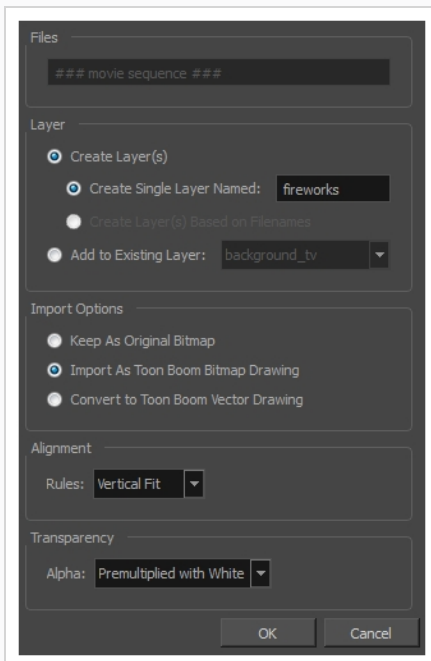 Files
### movie sequence ###
Layer
Create Layer(s)
Create Single Layer Named: fireworks
Create Layer(s) Based on Filenames
Add to Existing Layer: background_tv
Import Options
Keep As Original Bitmap
Import As Toon Boom Bitmap Drawing
Convert to Toon Boom Vector Drawing
Alignment
Rules: Vertical Fit
Transparency
Alpha: Premultiplied with White
OK Cancel